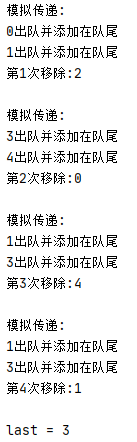 模拟传递:
0出队并添加在队尾
1出队并添加在队尾
第1次移除:2
模拟传递:
3出队并添加在队尾
4出队并添加在队尾
第2次移除:0
模拟传递:
1出队并添加在队尾
3出队并添加在队尾
第3次移除:4
模拟传递:
1出队并添加在队尾
3出队并添加在队尾
第4次移除:1
last = 3